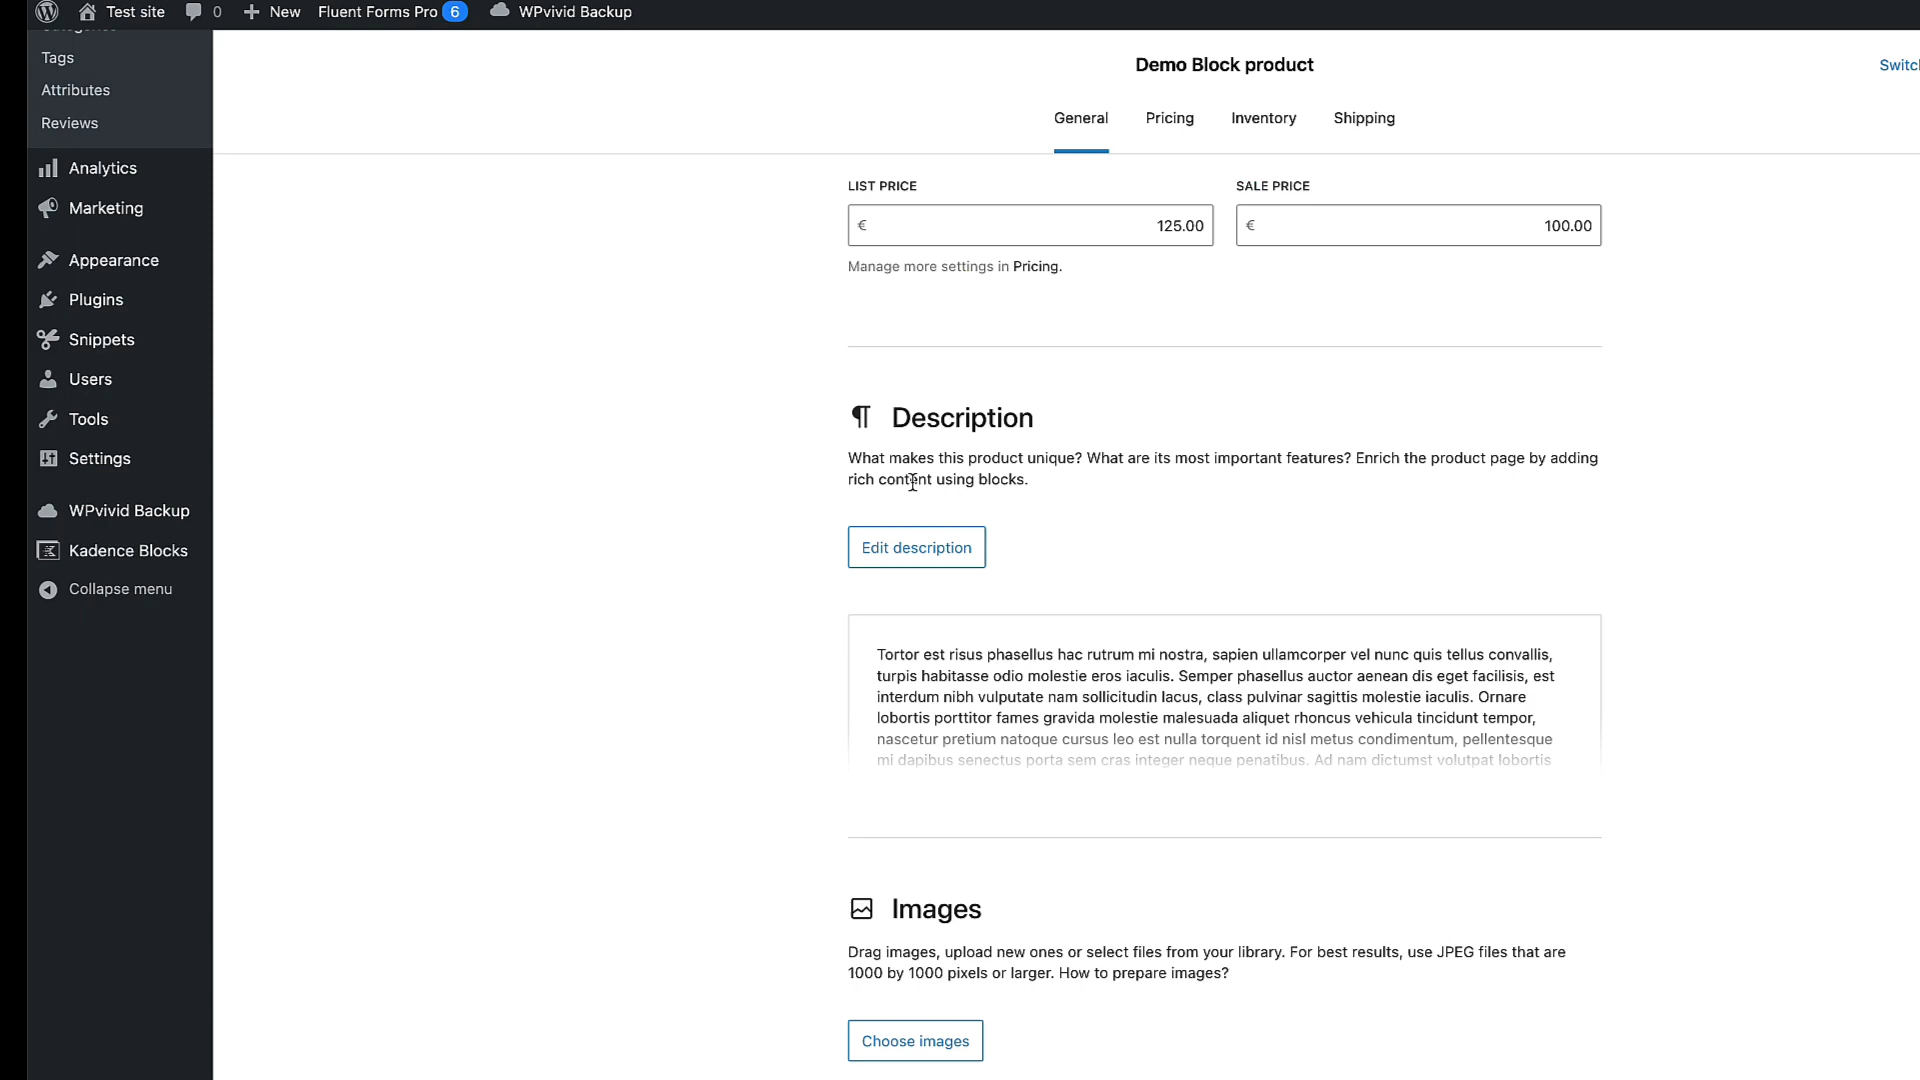 Test site 0 New Fluent Forms Pro 6 WPvivid Backup
Categories
Tags
Attributes
Reviews
Analytics
Marketing
Appearance
Plugins
Snippets
Users
Tools
Settings
WPvivid Backup
Kadence Blocks
Collapse menu
Demo Block product
Switch
General Pricing Inventory Shipping
LIST PRICE SALE PRICE
€ 125.00 € 100.00
Manage more settings in Pricing.
¶ Description
What makes this product unique? What are its most important features? Enrich the product page by adding
rich content using blocks.
Edit description
Tortor est risus phasellus hac rutrum mi nostra, sapien ullamcorper vel nunc quis tellus convallis,
turpis habitasse odio molestie eros iaculis. Semper phasellus auctor aenean dis eget facilisis, est
interdum nibh vulputate nam sollicitudin lacus, class pulvinar sagittis molestie iaculis. Ornare
lobortis porttitor fames gravida molestie malesuada aliquet rhoncus vehicula tincidunt tempor,
nascetur pretium natoque cursus leo est nulla torquent id nisl metus condimentum, pellentesque
mi dapibus senectus porta sem cras integer neque penatibus. Ad nam dictumst volutpat lobortis
Images
Drag images, upload new ones or select files from your library. For best results, use JPEG files that are
1000 by 1000 pixels or larger. How to prepare images?
Choose images